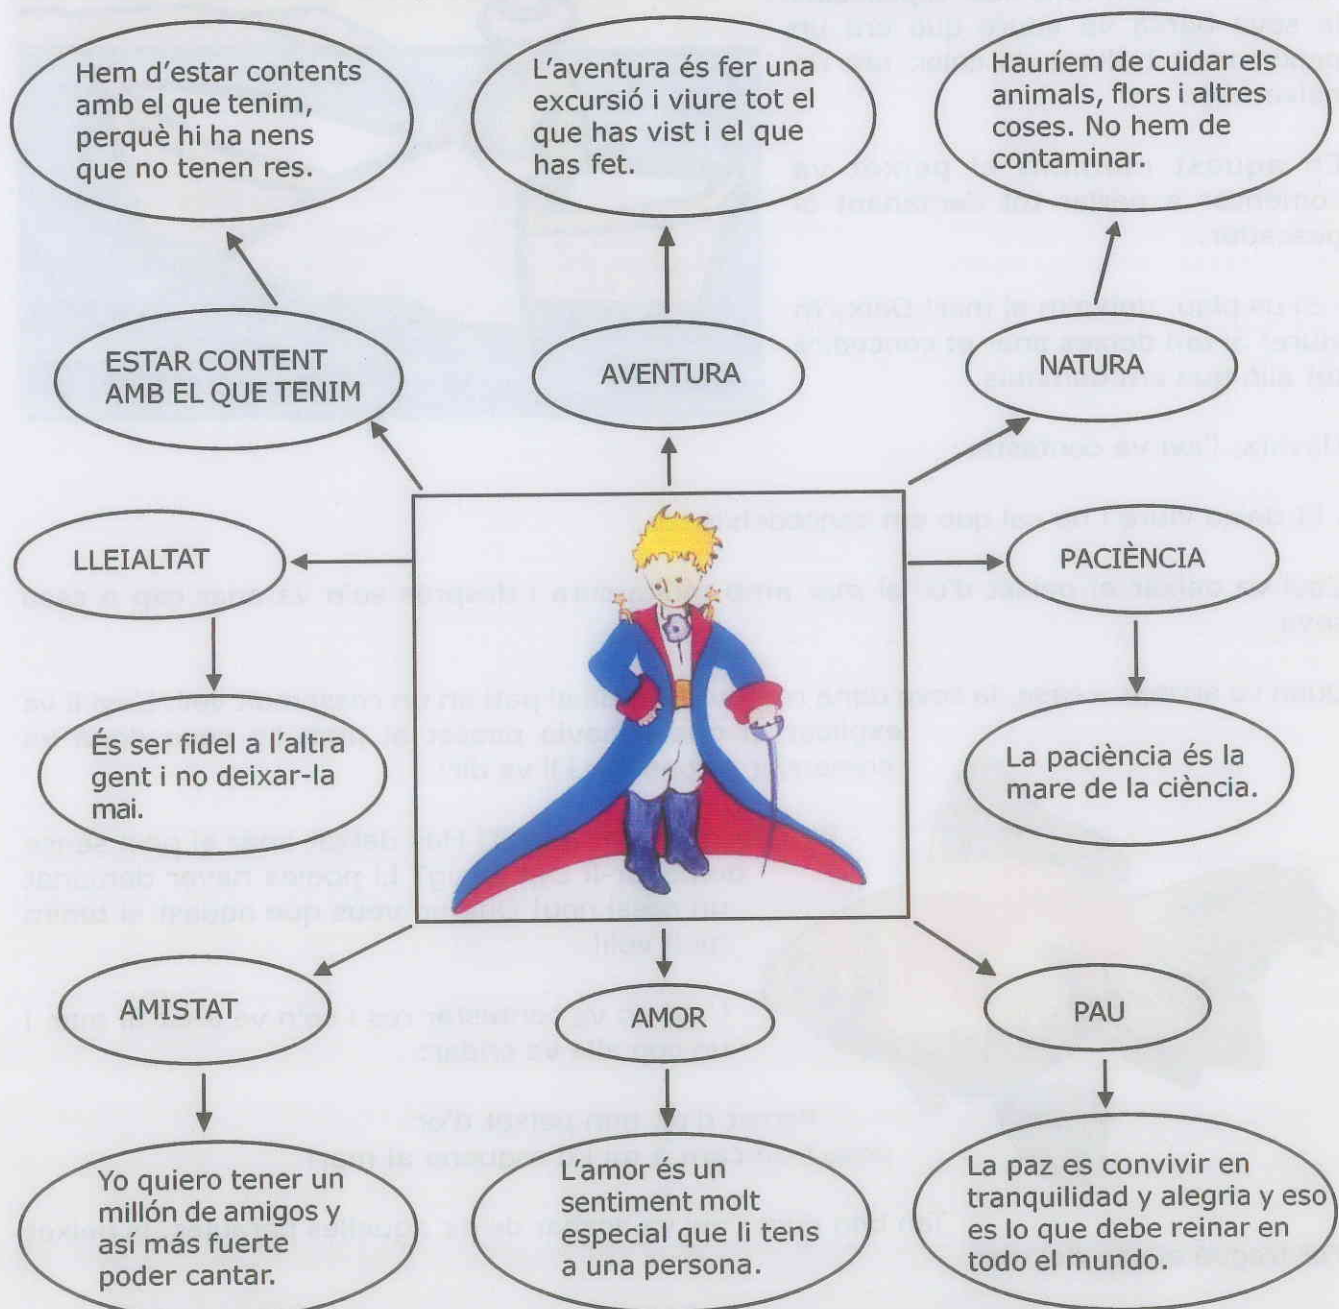 Hem d'estar contents
amb el que tenim,
perquè hi ha nens
que no tenen res.
L'aventura és fer una
excursió i viure tot el
que has vist i el que
has fet.
Hauríem de cuidar els
animals, flors i altres
coses. No hem de
contaminar.
ESTAR CONTENT
AMB EL QUE TENIM
AVENTURA
NATURA
LLEIALTAT
PACIÈNCIA
És ser fidel a l'altra
gent i no deixar-la
mai.
La paciència és la
mare de la ciència.
AMISTAT
AMOR
PAU
Yo quiero tener un
millón de amigos y
así más fuerte
poder cantar.
L'amor és un
sentiment molt
especial que li tens
a una persona.
La paz es convivir en
tranquilidad y alegria y eso
es lo que debe reinar en
todo el mundo.